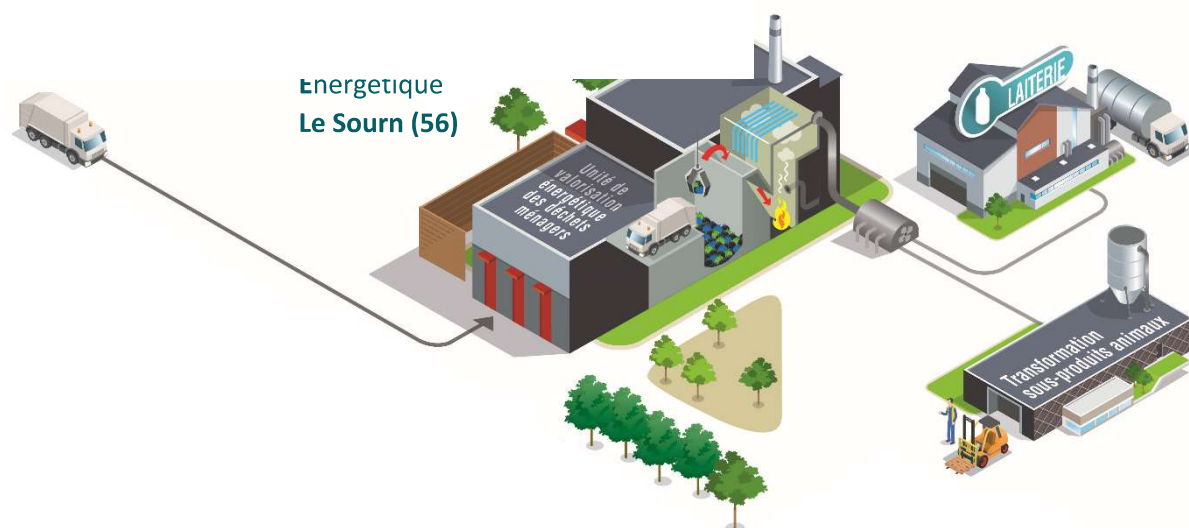 Energetique
Le Sourn (56)
Unité de
valorisation
énergétique
des déchets
ménagers
LAITERIE
Transformation
sous-produits animaux